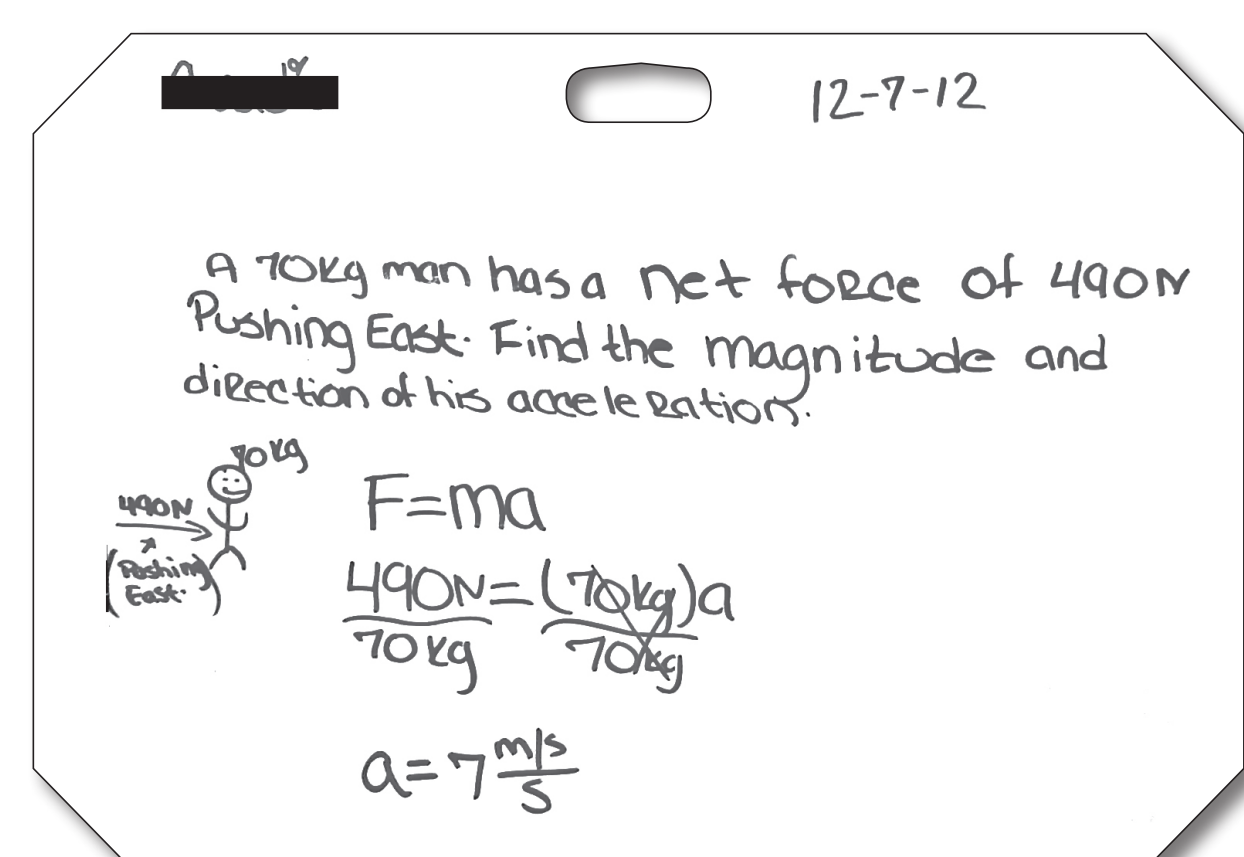 12-7-12
A 70kg man has a net force of 490N
Pushing East. Find the magnitude and
direction of his acceleration.
70kg
490N
(Pushing
East.)
F=ma
490N=(70kg)a
70kg 70kg
a=7 m/s
s